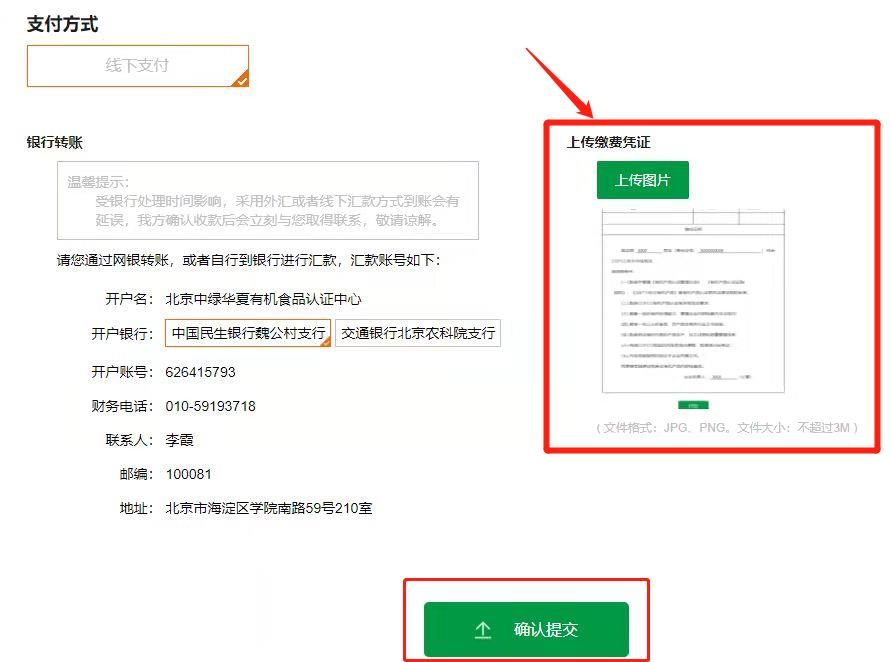 支付方式
线下支付
银行转账
温馨提示：
受银行处理时间影响，采用外汇或者线下汇款方式到账会有
延误，我方确认收款后会立刻与您取得联系，敬请谅解。
请您通过网银转账，或者自行到银行进行汇款，汇款账号如下：
开户名： 北京中绿华夏有机食品认证中心
开户银行： 中国民生银行魏公村支行 交通银行北京农科院支行
开户账号： 626415793
财务电话： 010-59193718
联系人： 李霞
邮编： 100081
地址： 北京市海淀区学院南路59号210室
上传缴费凭证
上传图片
（文件格式：JPG、PNG。文件大小：不超过3M）
确认提交